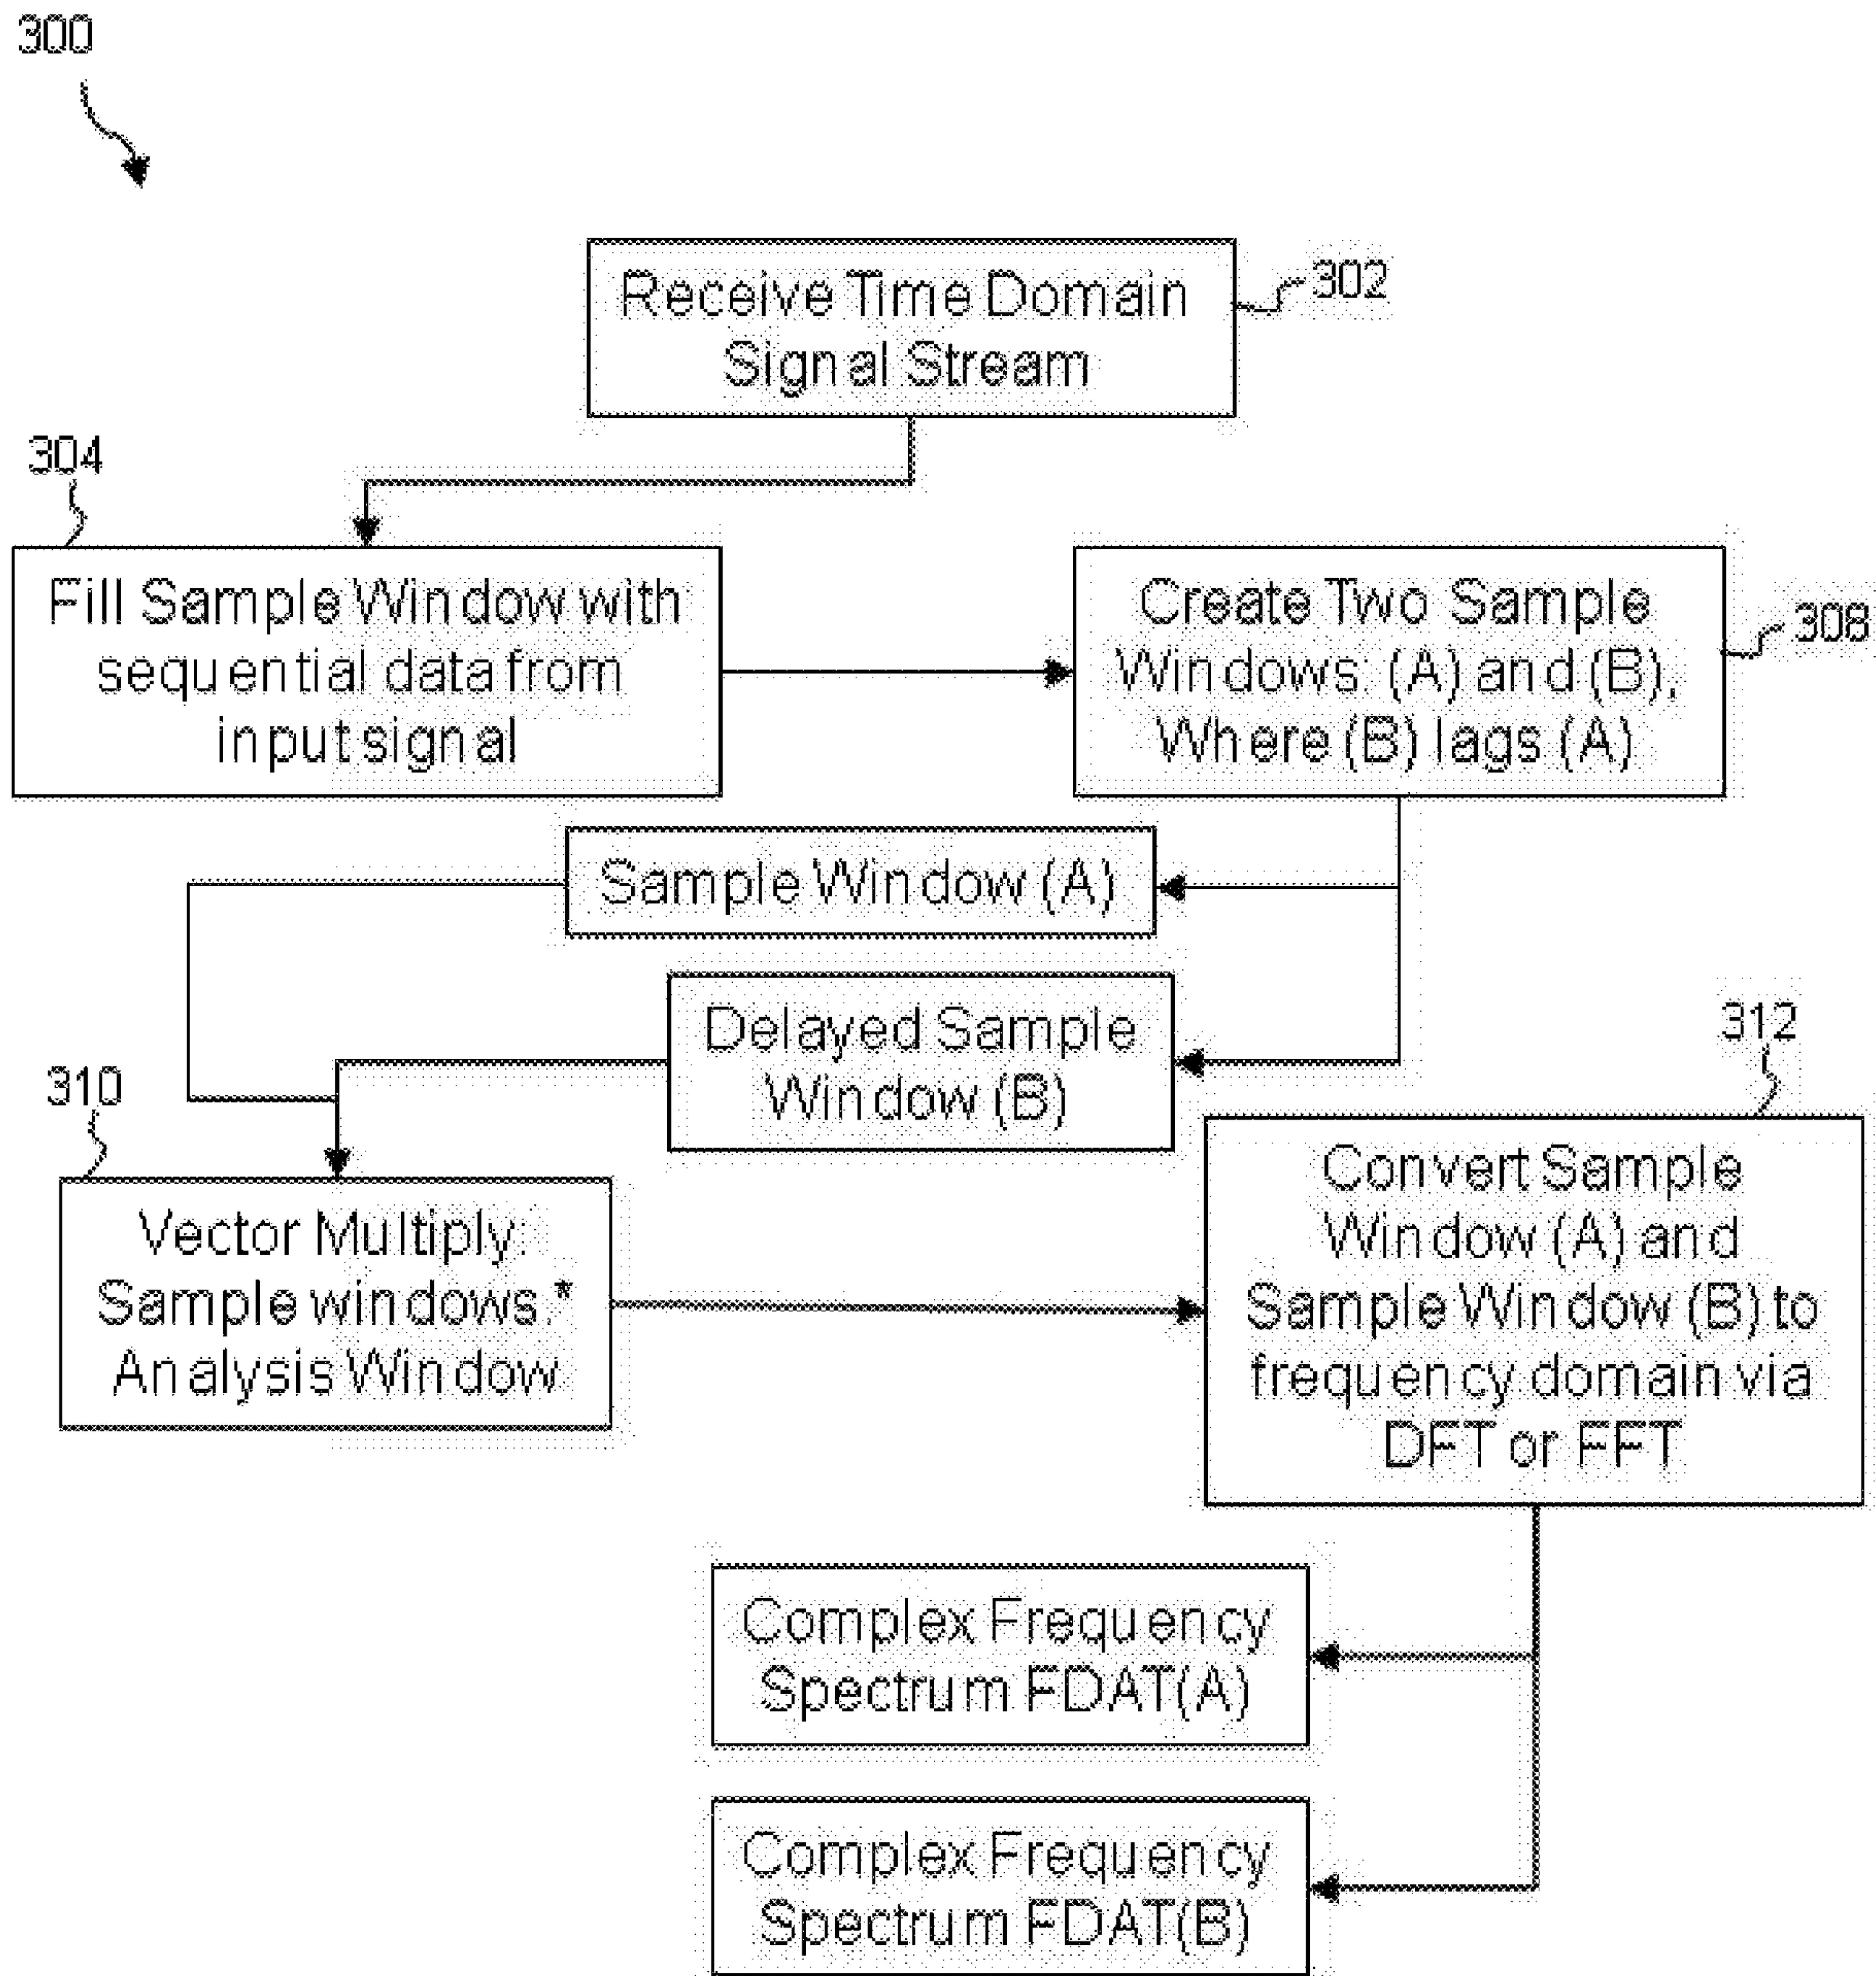 300
Receive Time Domain
Signal Stream
302
304
Fill Sample Window with
sequential data from
input signal
Create Two Sample
Windows: (A) and (B),
Where (B) lags (A)
308
Sample Window (A)
Delayed Sample
Window (B)
310
312
Vector Multiply:
Sample windows.*
Analysis Window
Convert Sample
Window (A) and
Sample Window (B) to
frequency domain via
DFT or FFT
Complex Frequency
Spectrum FDAT(A)
Complex Frequency
Spectrum FDAT(B)